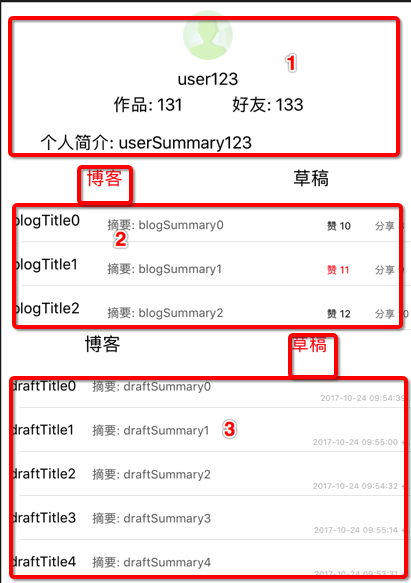 1
user123
作品: 131 好友: 133
个人简介: userSummary123
博客 草稿
blogTitle0 摘要: blogSummary0 赞 10 分享
2
blogTitle1 摘要: blogSummary1 赞 11 分享
blogTitle2 摘要: blogSummary2 赞 12 分享
博客 草稿
draftTitle0 摘要: draftSummary0 2017-10-24 09:54:39
draftTitle1 摘要: draftSummary1 3 2017-10-24 09:55:00
draftTitle2 摘要: draftSummary2 2017-10-24 09:54:32
draftTitle3 摘要: draftSummary3 2017-10-24 09:55:14
draftTitle4 摘要: draftSummary4 2017-10-24 09:53:31